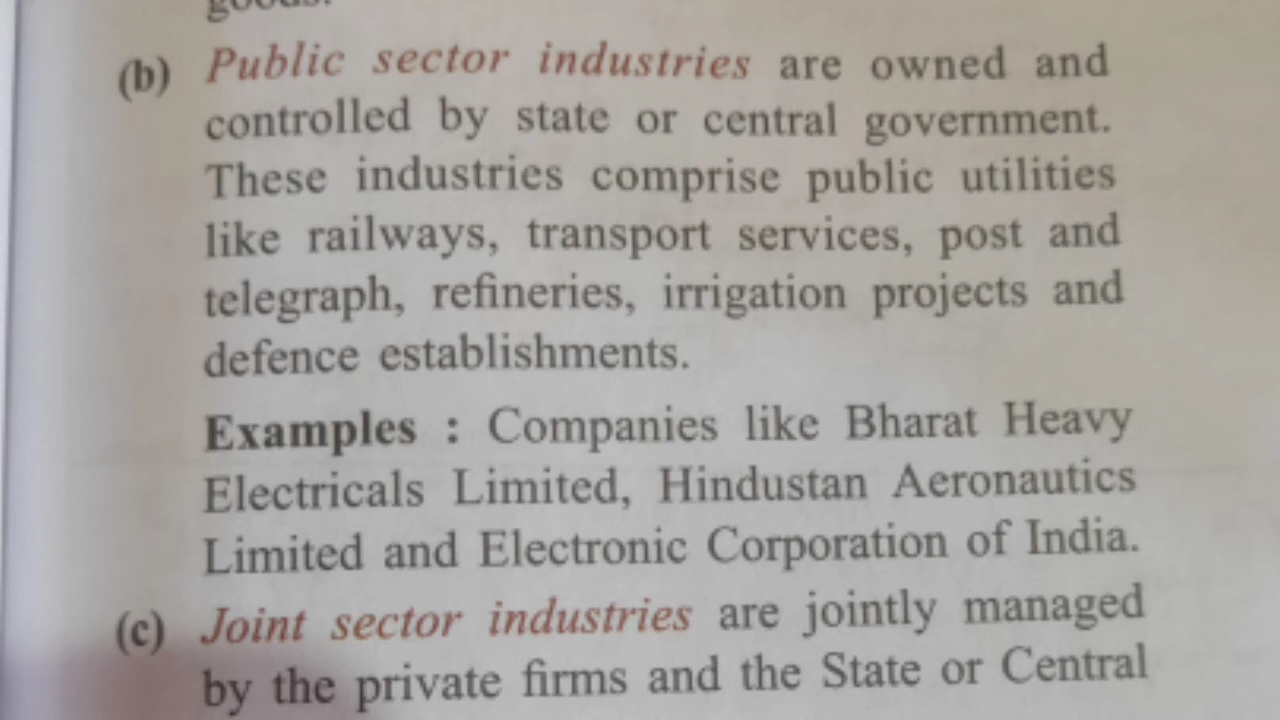 goods.
(b) Public sector industries are owned and
controlled by state or central government.
These industries comprise public utilities
like railways, transport services, post and
telegraph, refineries, irrigation projects and
defence establishments.
Examples : Companies like Bharat Heavy
Electricals Limited, Hindustan Aeronautics
Limited and Electronic Corporation of India.
(c) Joint sector industries are jointly managed
by the private firms and the State or Central